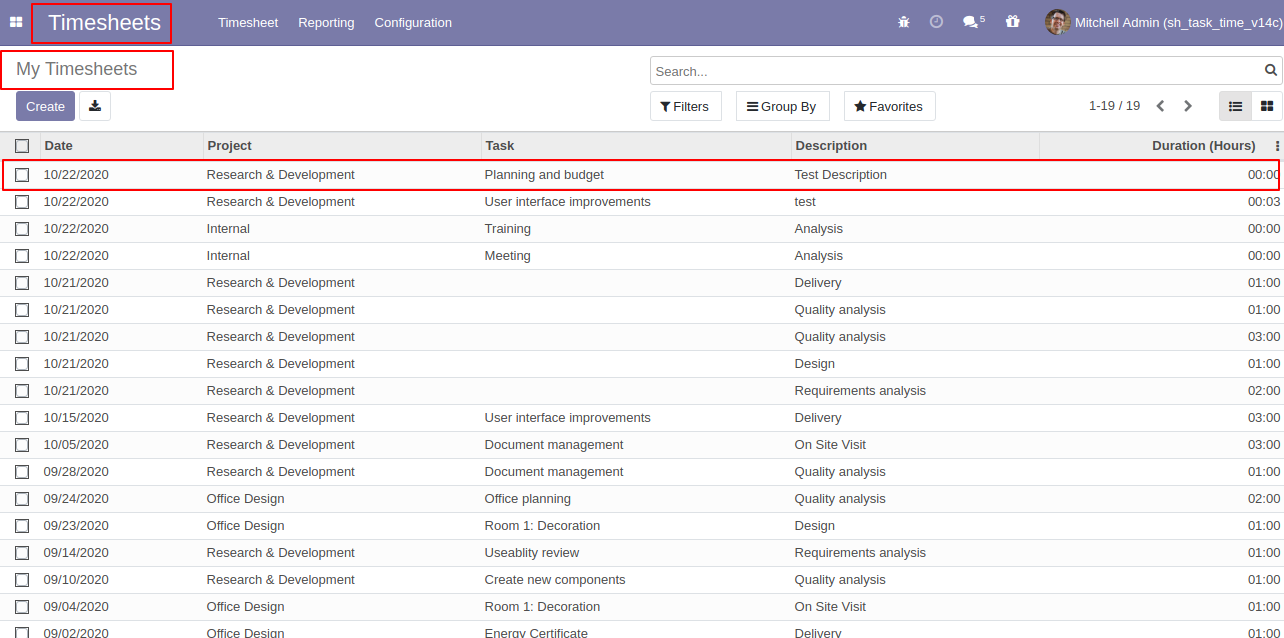 Timesheets Timesheet Reporting Configuration 5 Mitchell Admin (sh_task_time_v14c)
My Timesheets Search...
Create Filters Group By Favorites 1-19 / 19
Date Project Task Description Duration (Hours)
10/22/2020 Research & Development Planning and budget Test Description 00:00
10/22/2020 Research & Development User interface improvements test 00:03
10/22/2020 Internal Training Analysis 00:00
10/22/2020 Internal Meeting Analysis 00:00
10/21/2020 Research & Development Delivery 01:00
10/21/2020 Research & Development Quality analysis 01:00
10/21/2020 Research & Development Quality analysis 03:00
10/21/2020 Research & Development Design 01:00
10/21/2020 Research & Development Requirements analysis 02:00
10/15/2020 Research & Development User interface improvements Delivery 03:00
10/05/2020 Research & Development Document management On Site Visit 03:00
09/28/2020 Research & Development Document management Quality analysis 01:00
09/24/2020 Office Design Office planning Quality analysis 02:00
09/23/2020 Office Design Room 1: Decoration Design 01:00
09/14/2020 Research & Development Useablity review Requirements analysis 01:00
09/10/2020 Research & Development Create new components Quality analysis 01:00
09/04/2020 Office Design Room 1: Decoration On Site Visit 01:00
09/02/2020 Office Design Energy Certificate Delivery 01:00